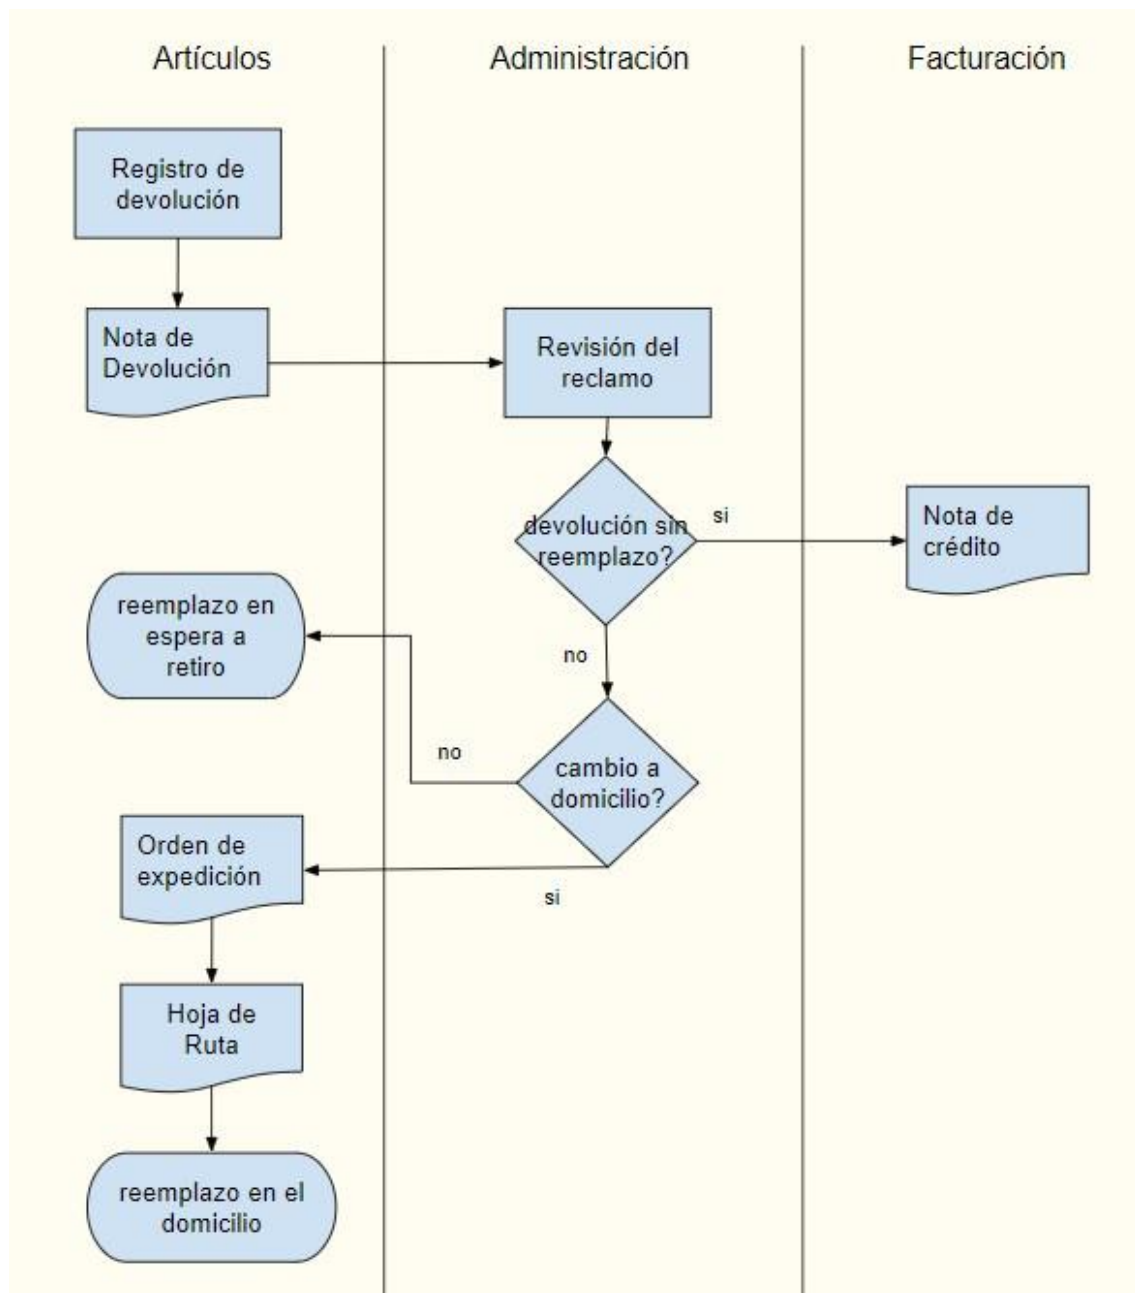 Artículos
Administración
Facturación
Registro de
devolución
Nota de
Devolución
Revisión del
reclamo
devolución sin
reemplazo?
si
Nota de
crédito
reemplazo en
espera a
retiro
no
no
cambio a
domicilio?
Orden de
expedición
si
Hoja de
Ruta
reemplazo en el
domicilio